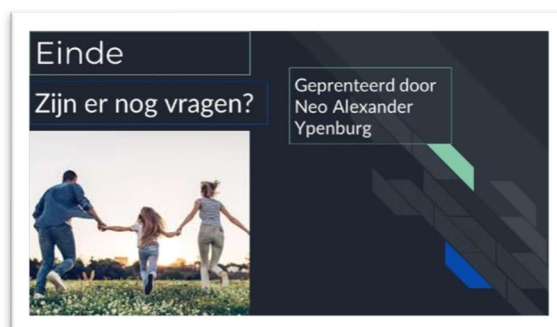 Einde
Zijn er nog vragen?
Geprenteerd door
Neo Alexander
Ypenburg